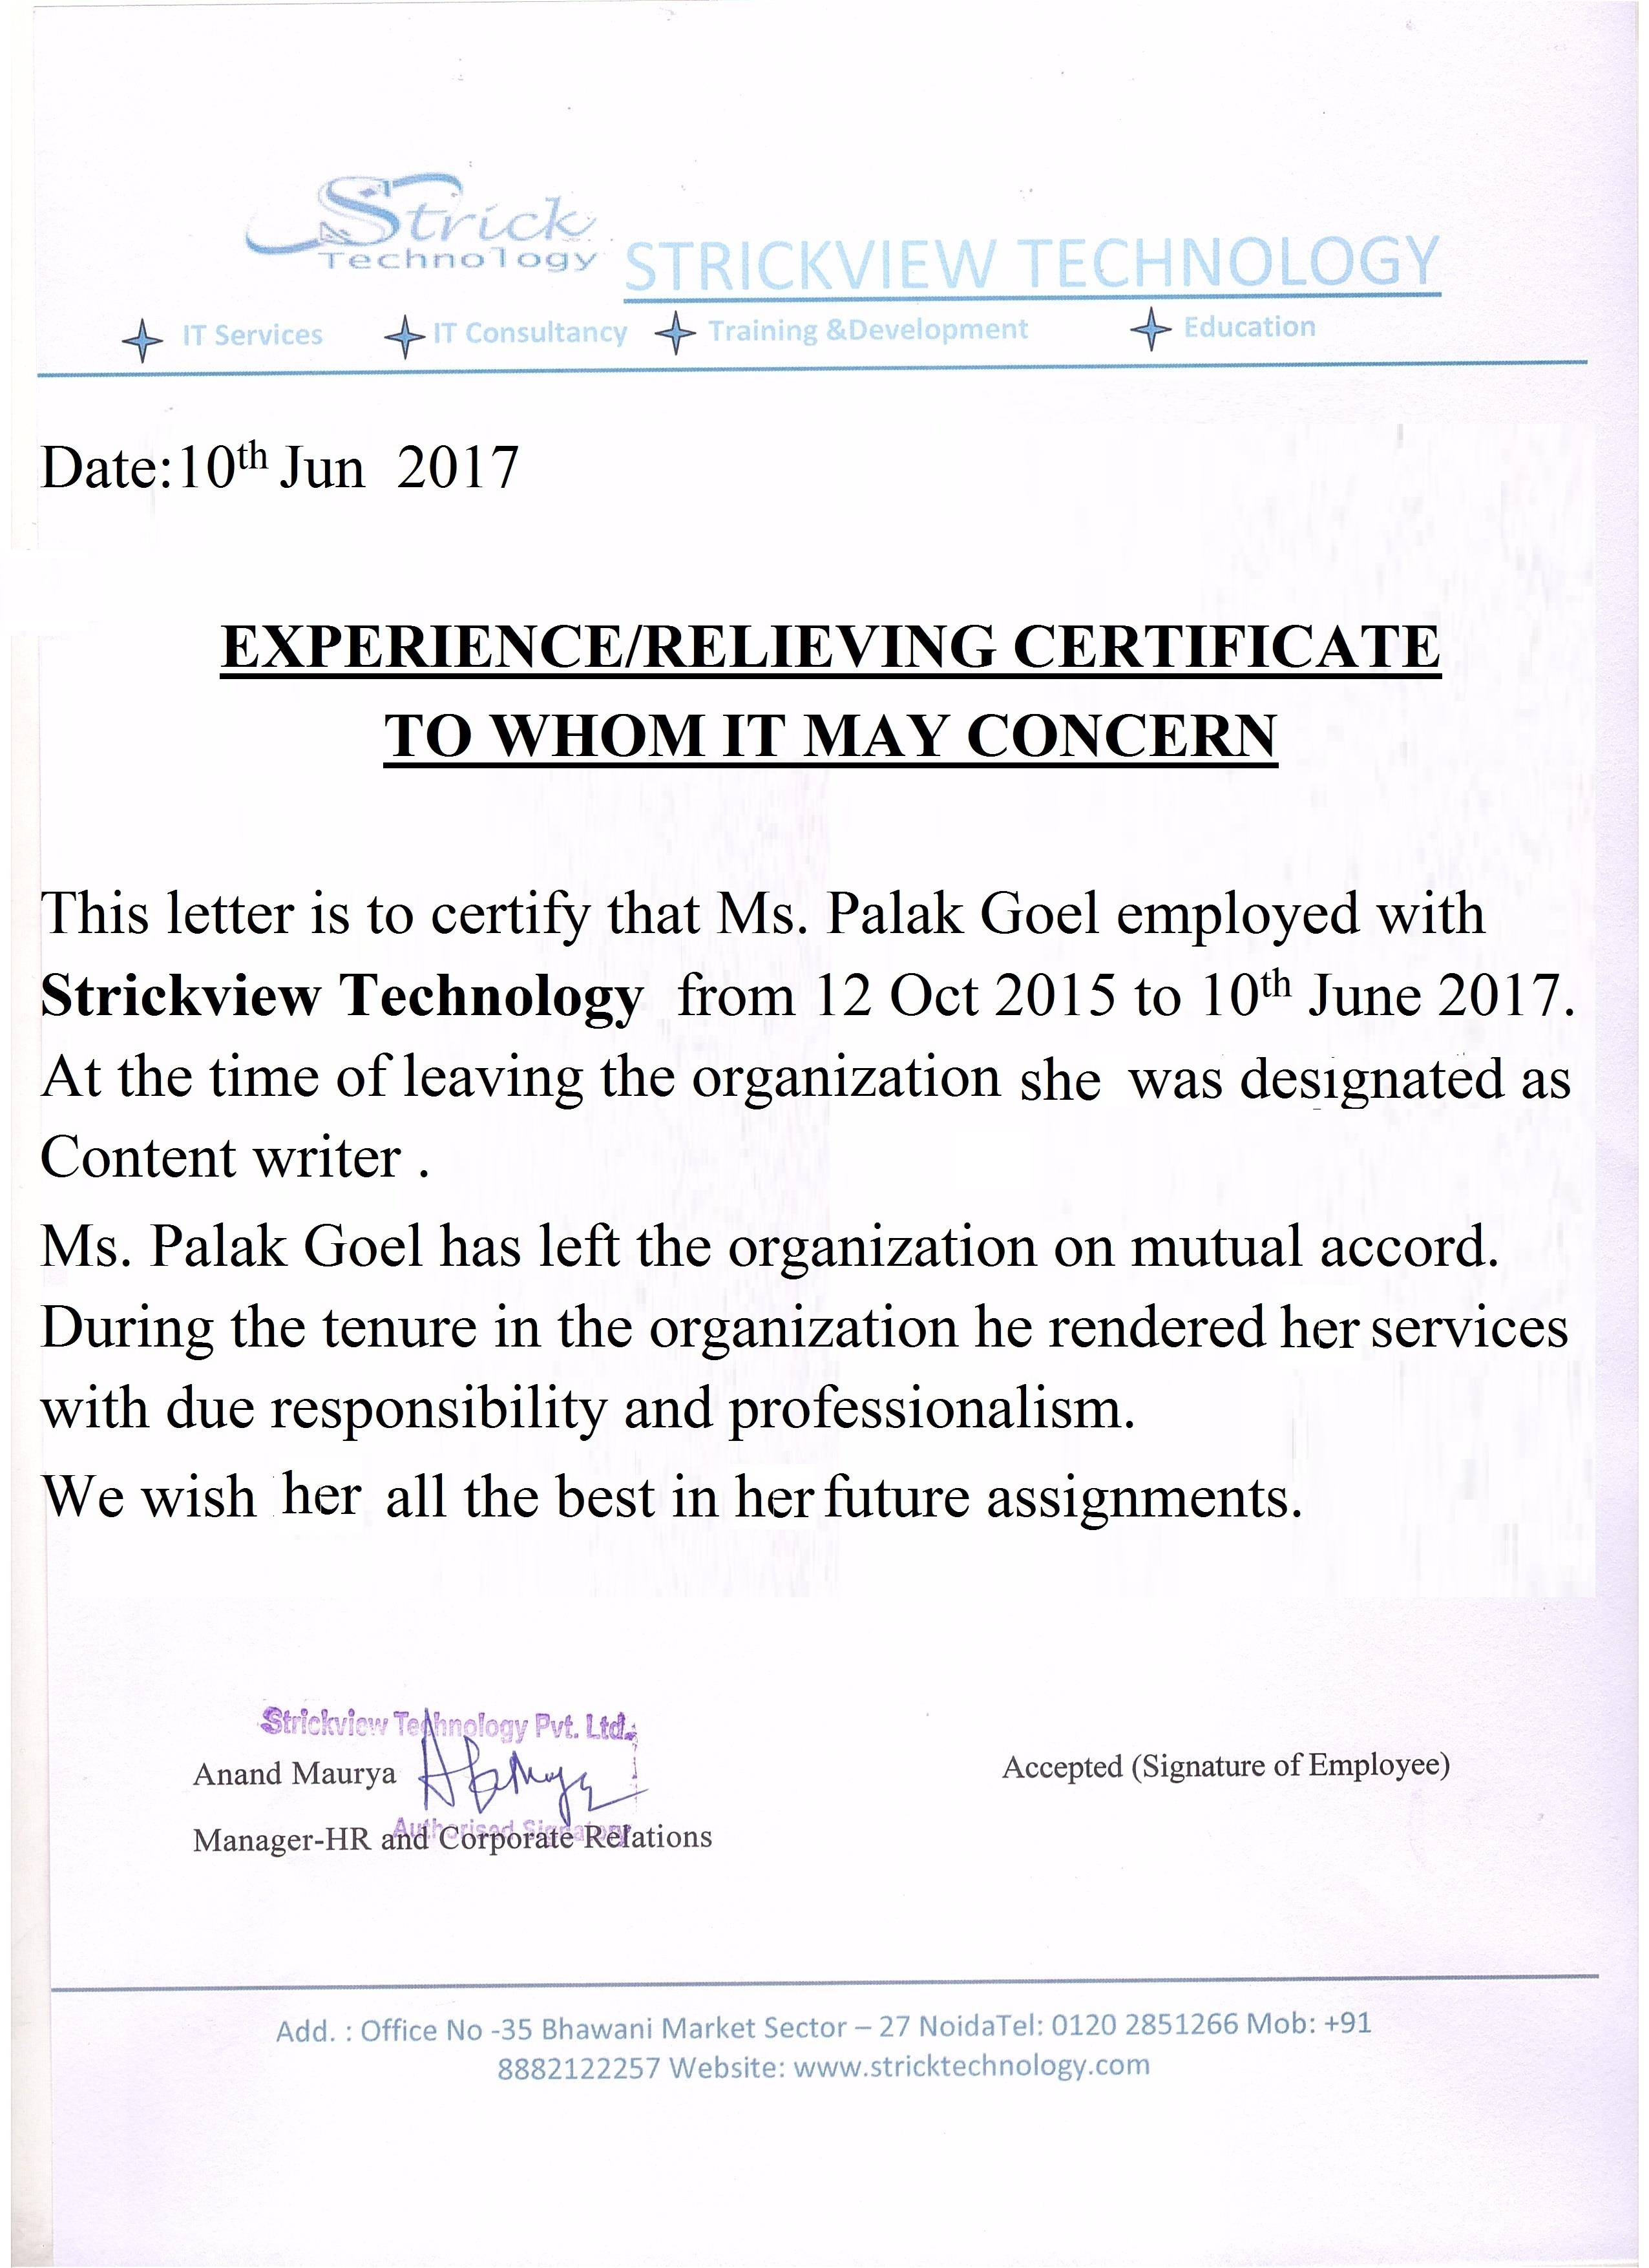 Strick
Technology
STRICKVIEW TECHNOLOGY
IT Services IT Consultancy Training &Development Education
Date:10th Jun 2017
EXPERIENCE/RELIEVING CERTIFICATE
TO WHOM IT MAY CONCERN
This letter is to certify that Ms. Palak Goel employed with
Strickview Technology from 12 Oct 2015 to 10th June 2017.
At the time of leaving the organization she was designated as
Content writer .
Ms. Palak Goel has left the organization on mutual accord.
During the tenure in the organization he rendered her services
with due responsibility and professionalism.
We wish her all the best in her future assignments.
Strickview Technology Pvt. Ltd.
Anand Maurya
Accepted (Signature of Employee)
Authorised Signatory
Manager-HR and Corporate Relations
Add. : Office No -35 Bhawani Market Sector – 27 NoidaTel: 0120 2851266 Mob: +91
8882122257 Website: www.stricktechnology.com